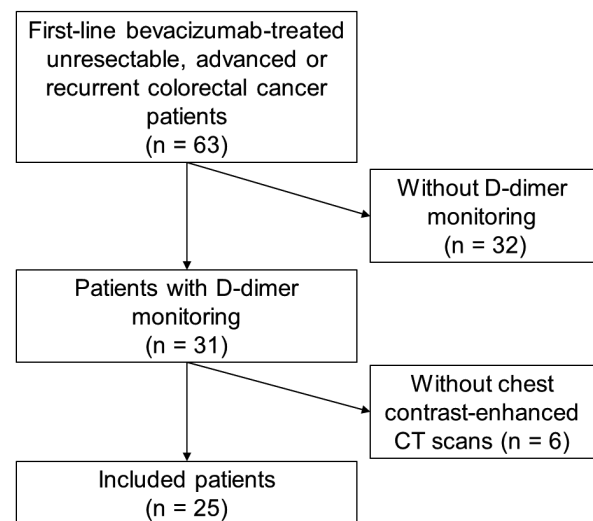 First-line bevacizumab-treated
unresectable, advanced or
recurrent colorectal cancer
patients
(n = 63)
Without D-dimer
monitoring
(n = 32)
Patients with D-dimer
monitoring
(n = 31)
Without chest
contrast-enhanced
CT scans (n = 6)
Included patients
(n = 25)